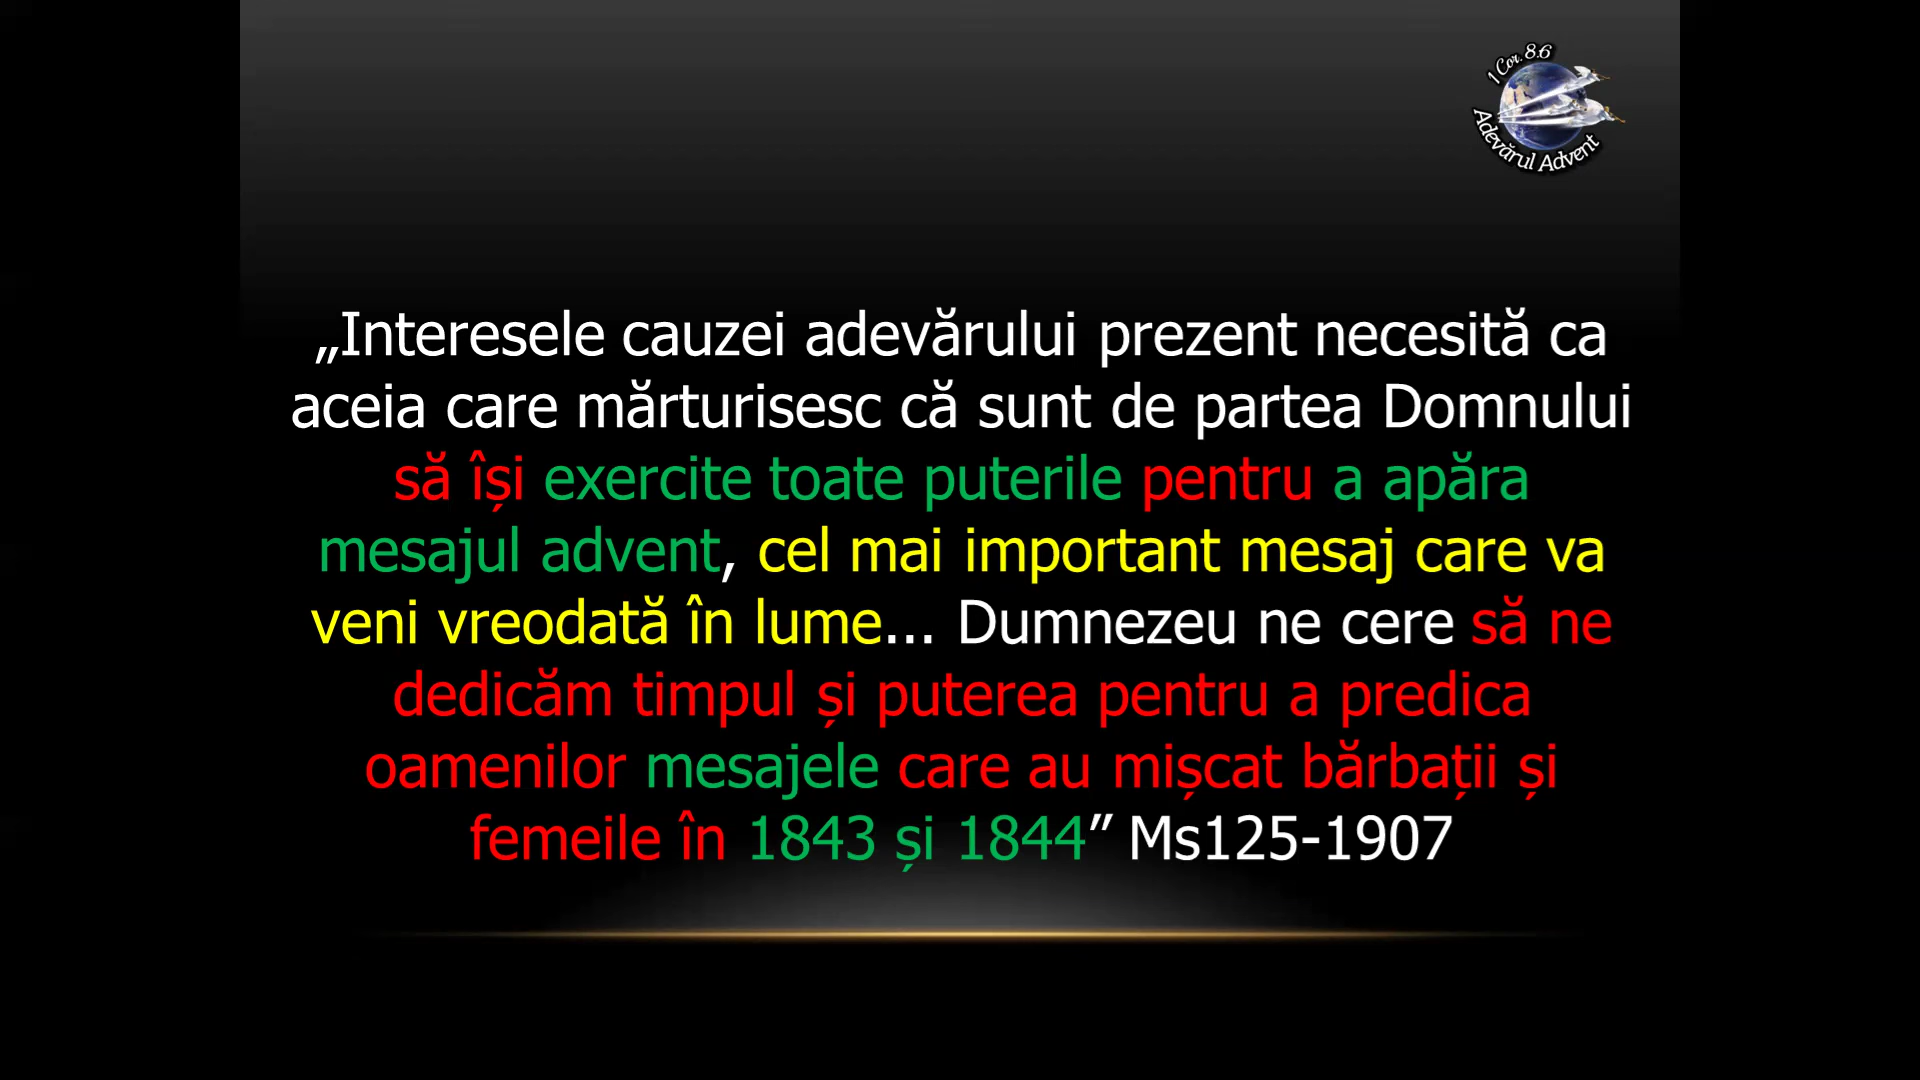 1 Cor. 8:6
Adevărul Advent
„Interesele cauzei adevărului prezent necesită ca
aceia care mărturisesc că sunt de partea Domnului
să își exercite toate puterile pentru a apăra
mesajul advent, cel mai important mesaj care va
veni vreodată în lume... Dumnezeu ne cere să ne
dedicăm timpul și puterea pentru a predica
oamenilor mesajele care au mișcat bărbații și
femeile în 1843 și 1844” Ms125-1907